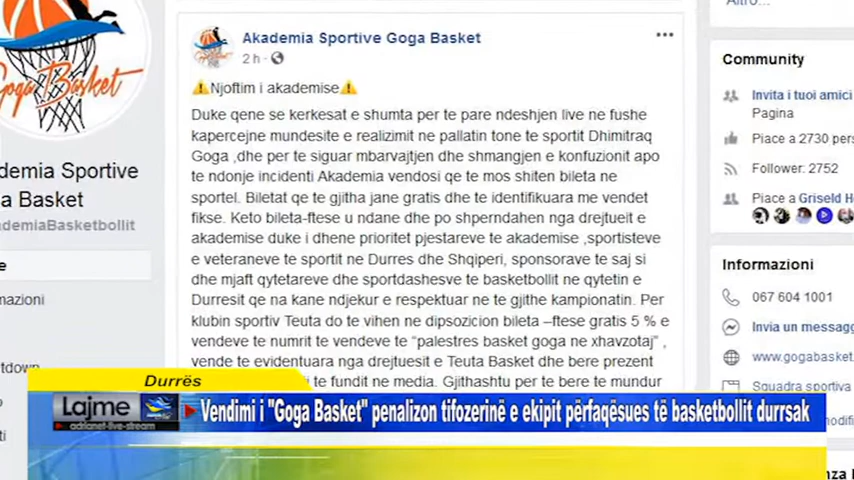 Goga Basket
demia Sportive
a Basket
ademiaBasketbollit
e
mazioni
Akademia Sportive Goga Basket
2 h
⚠Njoftim i akademise⚠
Duke qene se kerkesat e shumta per te pare ndeshjen live ne fushe
kapercejne mundesite e realizimit ne pallatin tone te sportit Dhimitraq
Goga ,dhe per te siguar mbarvajtjen dhe shmangjen e konfuzionit apo
te ndonje incidenti Akademia vendosi qe te mos shiten bileta ne
sportel. Biletat qe te gjitha jane gratis dhe te identifikuara me vendet
fikse. Keto bileta-ftese u ndane dhe po shperndahen nga drejtueit e
akademise duke i dhene prioritet pjestareve te akademise ,sportisteve
e veteraneve te sportit ne Durres dhe Shqiperi, sponsorave te saj si
dhe mjaft qytetareve dhe sportdashesve te basketbollit ne qytetin e
Durresit qe na kane ndjekur e respektuar ne te gjithe kampionatin. Per
klubin sportiv Teuta do te vihen ne dipsozicion bileta –ftese gratis 5 % e
vendeve te numrit te vendeve te “palestres basket goga ne xhavzotaj” ,
vende te evidentuara nga drejtuesit e Teuta Basket dhe bere prezent
i te fundit ne media. Gjithashtu per te bere te mundur
Altro...
Community
Invita i tuoi amici
Pagina
Piace a 2730 pers
Follower: 2752
Piace a Griseld Ho
Informazioni
067 604 1001
Invia un messagg
www.gogabasket.
Squadra sportiva
Durrës
Lajme
adrianet-live-stream
Vendimi i "Goga Basket" penalizon tifozerinë e ekipit përfaqësues të basketbollit durrsak